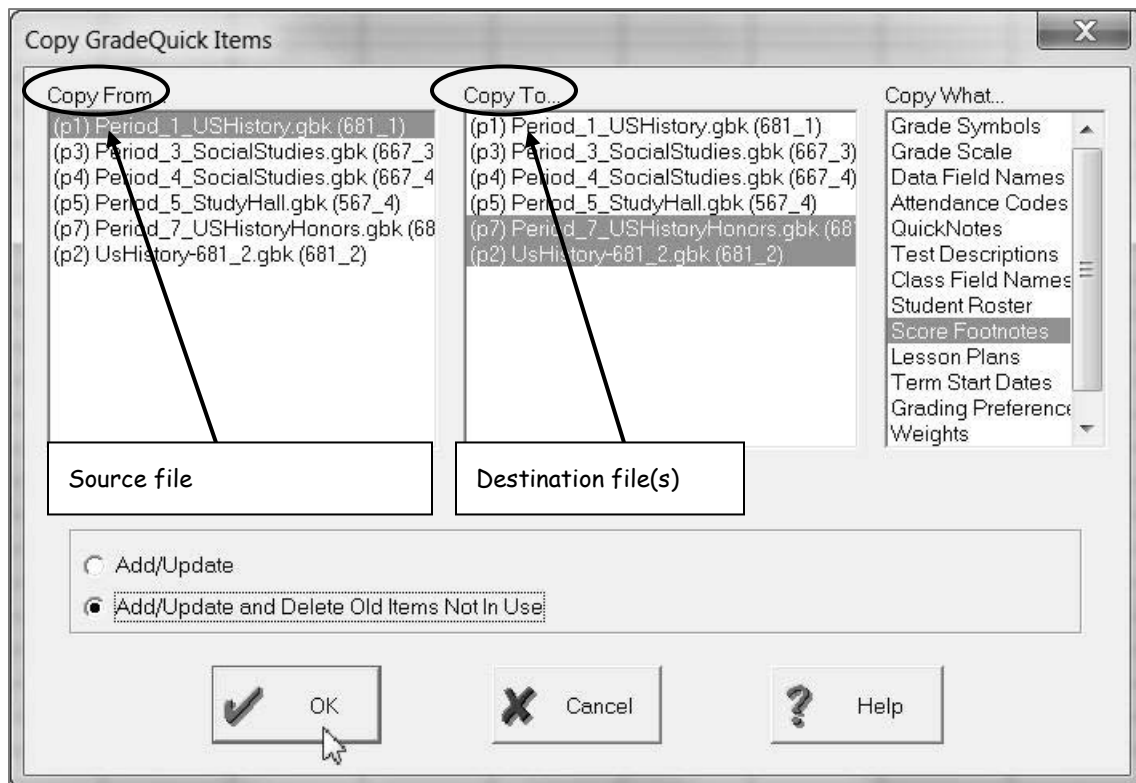 Copy GradeQuick Items
X
Copy From...
(p1) Period_1_USHistory.gbk (681_1)
(p3) Period_3_SocialStudies.gbk (667_3
(p4) Period_4_SocialStudies.gbk (667_4
(p5) Period_5_StudyHall.gbk (567_4)
(p7) Period_7_USHistoryHonors.gbk (68
(p2) UsHistory-681_2.gbk (681_2)
Source file
Copy To...
(p1) Period_1_USHistory.gbk (681_1)
(p3) Period_3_SocialStudies.gbk (667_3)
(p4) Period_4_SocialStudies.gbk (667_4)
(p5) Period_5_StudyHall.gbk (567_4)
(p7) Period_7_USHistoryHonors.gbk (68
(p2) UsHistory-681_2.gbk (681_2)
Destination file(s)
Copy What...
Grade Symbols
Grade Scale
Data Field Names
Attendance Codes
QuickNotes
Test Descriptions
Class Field Names
Student Roster
Score Footnotes
Lesson Plans
Term Start Dates
Grading Preference
Weights
Add/Update
Add/Update and Delete Old Items Not In Use
OK
Cancel
? Help